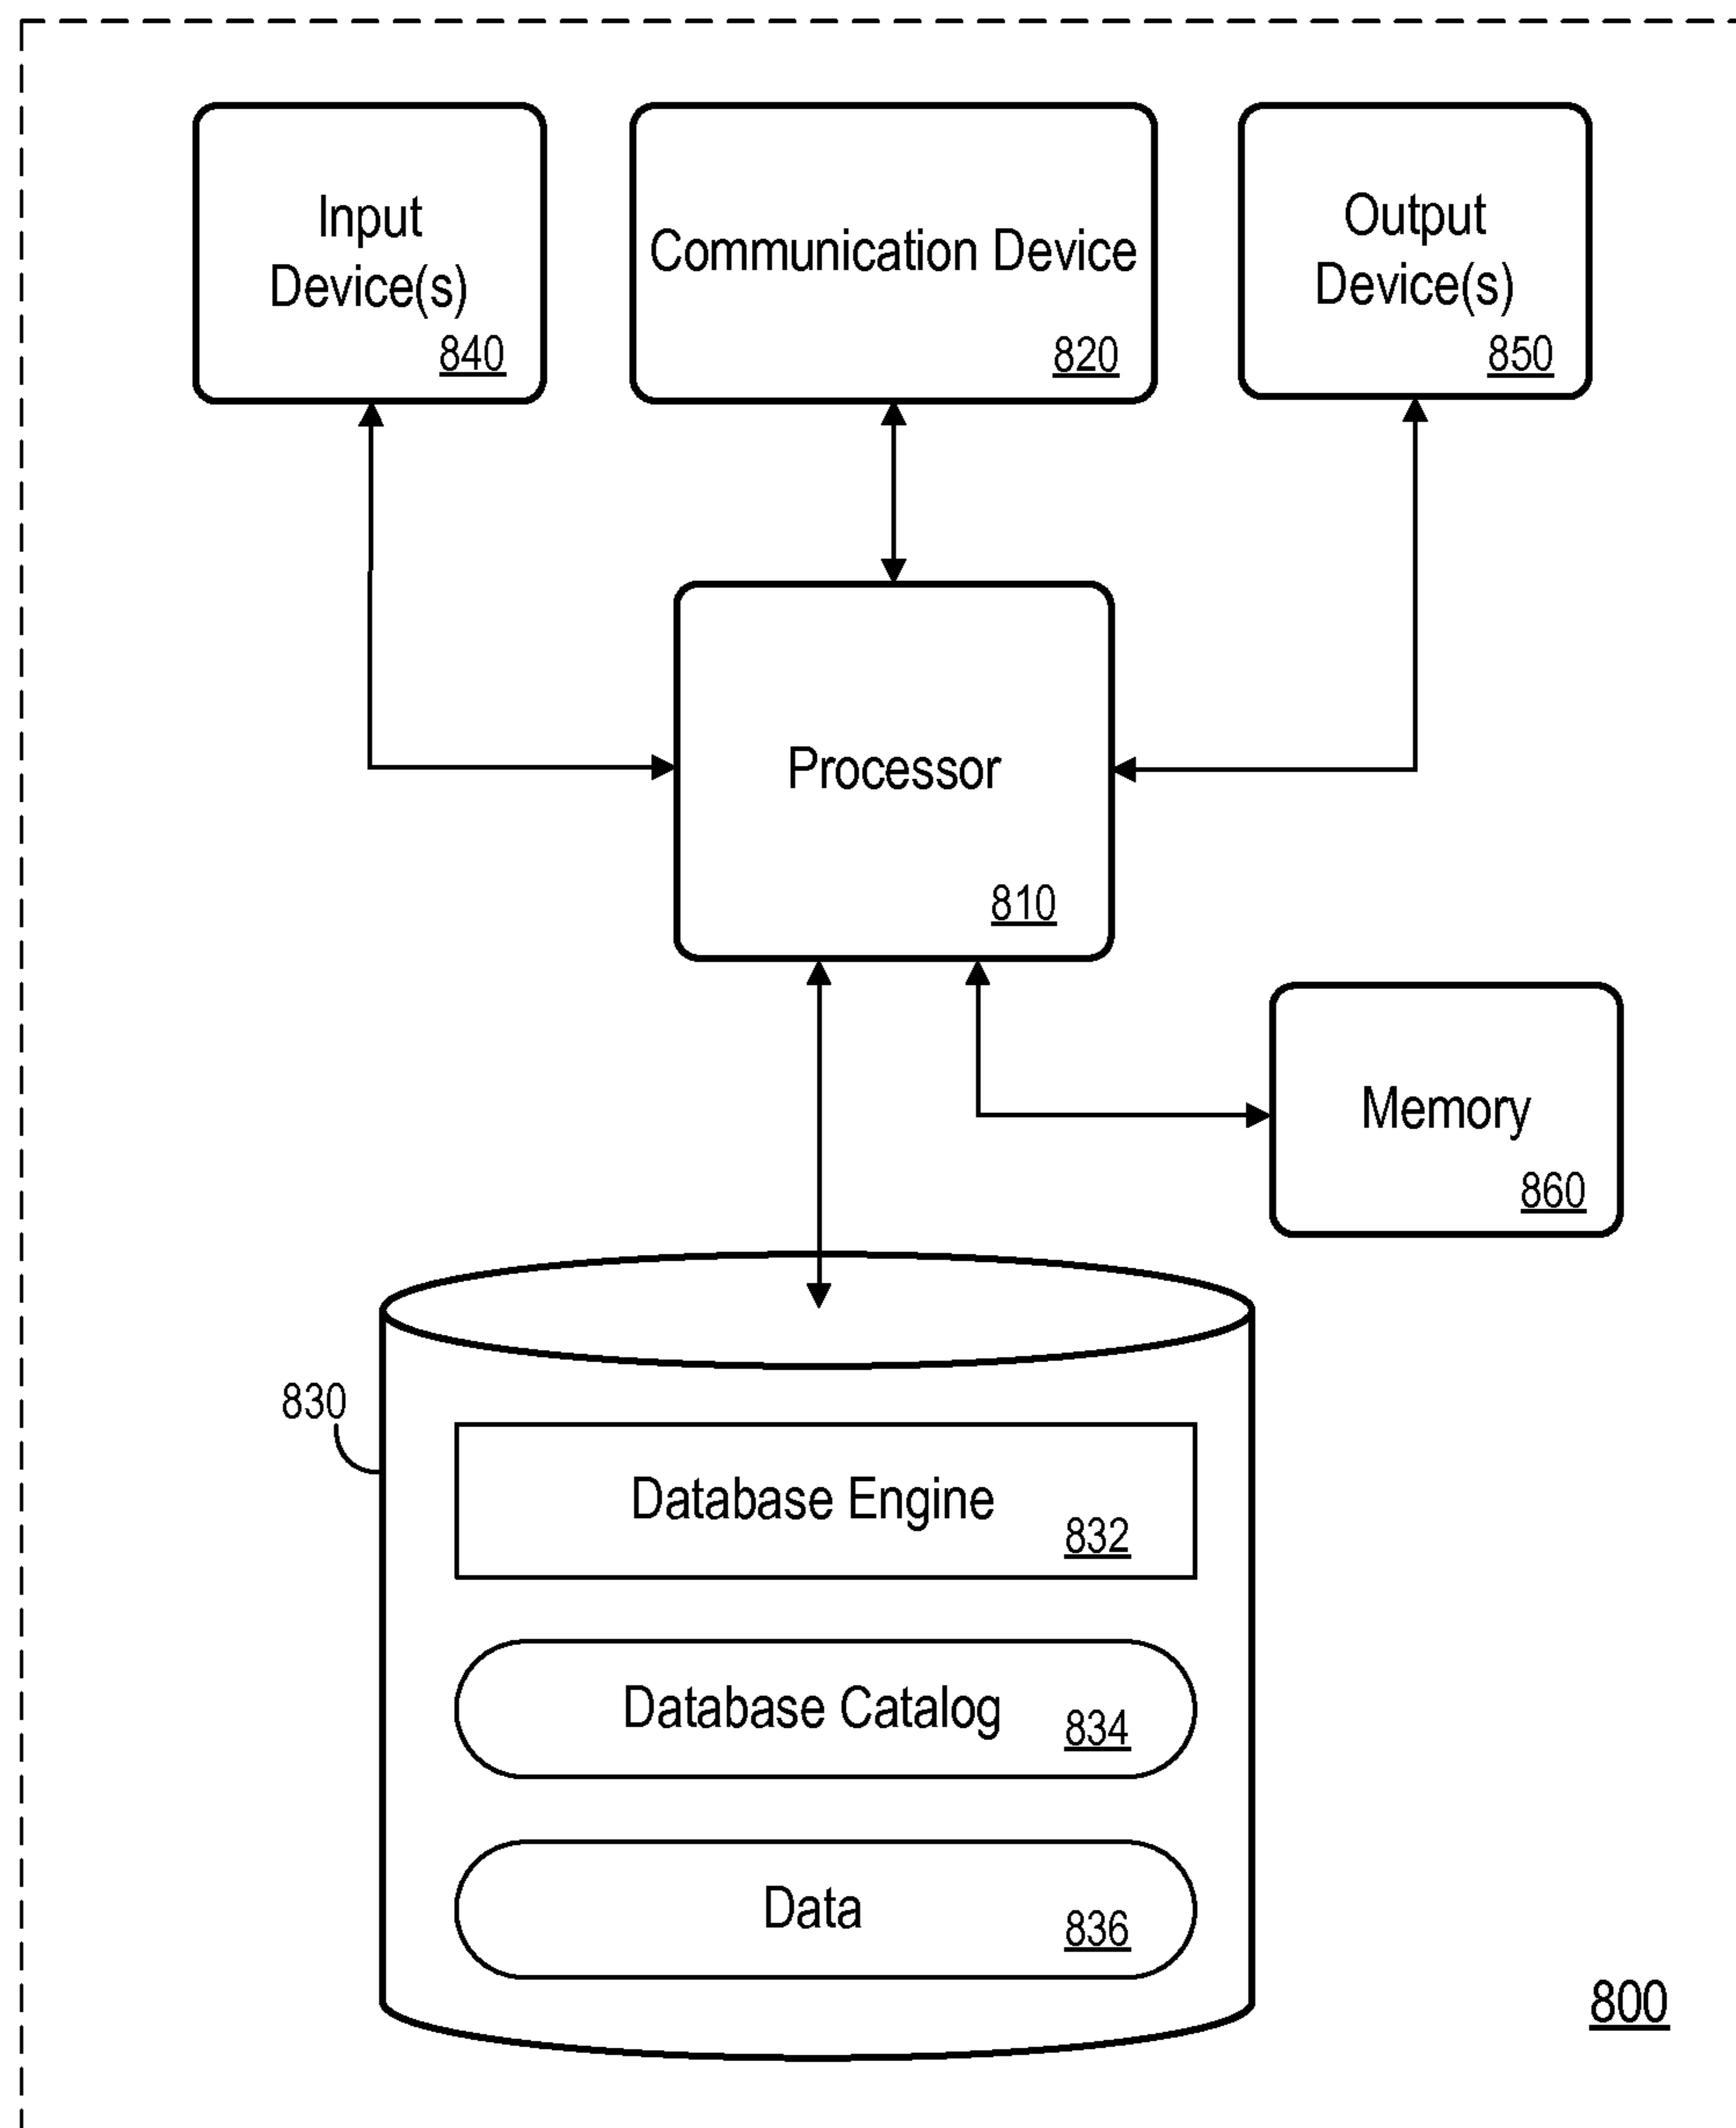 Input
Device(s)
840
Communication Device
820
Output
Device(s)
850
Processor
810
Memory
860
830
Database Engine
832
Database Catalog
834
Data
836
800